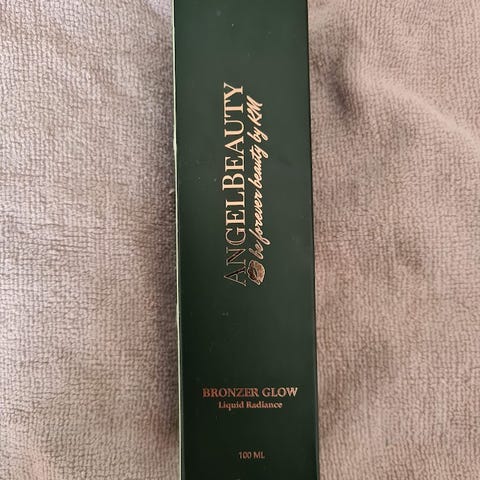 ANGELBEAUTY
be forever beauty by KM
BRONZER GLOW
Liquid Radiance
100 ML